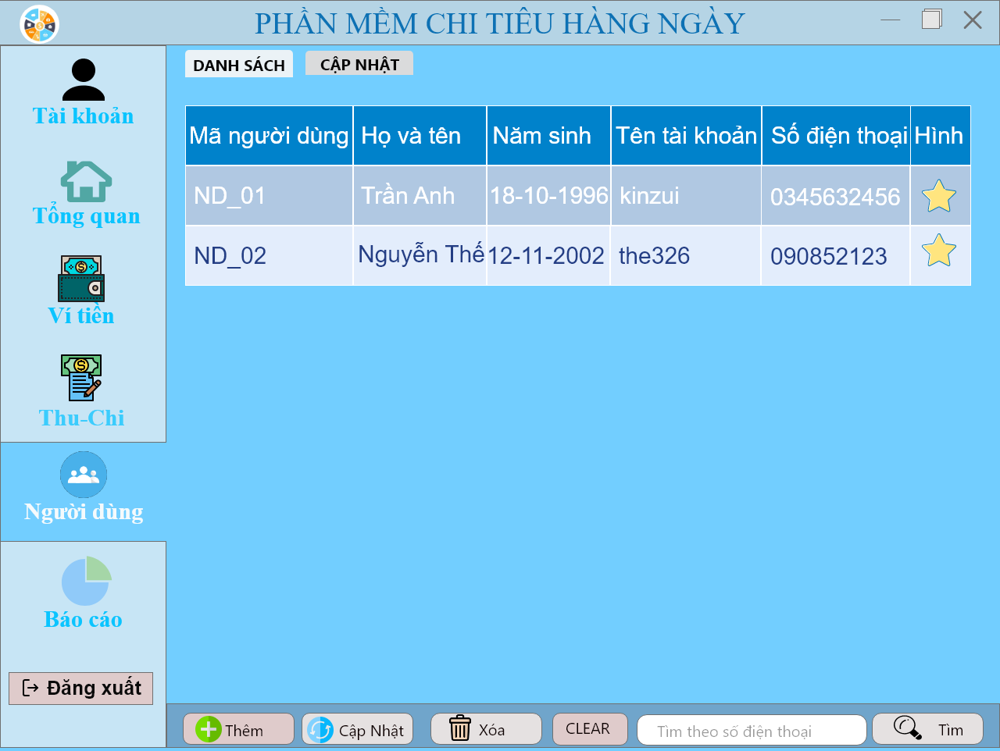 PHẦN MỀM CHI TIÊU HÀNG NGÀY
DANH SÁCH CẬP NHẬT
Tài khoản
Tổng quan
Ví tiền
Thu-Chi
Người dùng
Báo cáo
Đăng xuất
Mã người dùng Họ và tên Năm sinh Tên tài khoản Số điện thoại Hình
ND_01 Trần Anh 18-10-1996 kinzui 0345632456
ND_02 Nguyễn Thế 12-11-2002 the326 090852123
Thêm Cập Nhật Xóa CLEAR Tìm theo số điện thoại Tìm